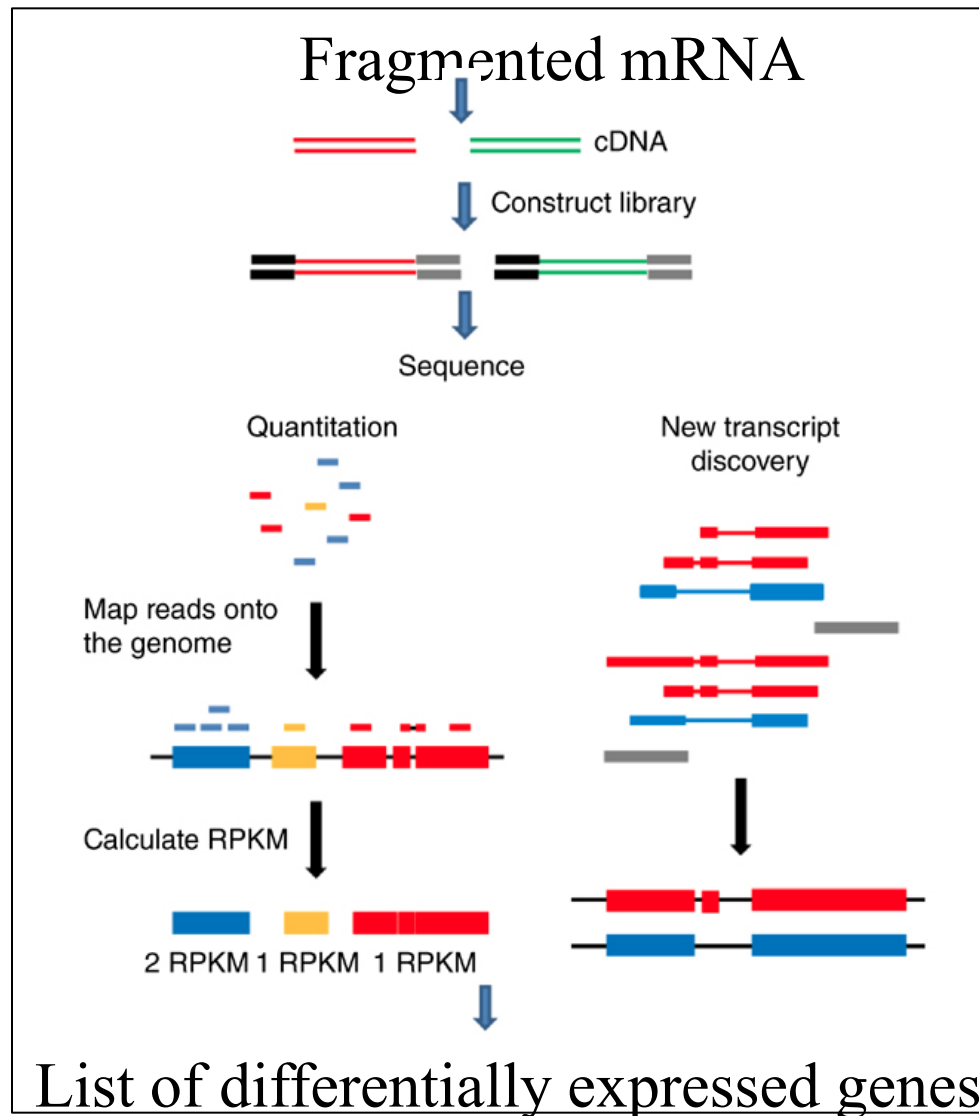 Fragmented mRNA
cDNA
Construct library
Sequence
Quantitation
Map reads onto
the genome
Calculate RPKM
2 RPKM 1 RPKM 1 RPKM
New transcript
discovery
List of differentially expressed genes